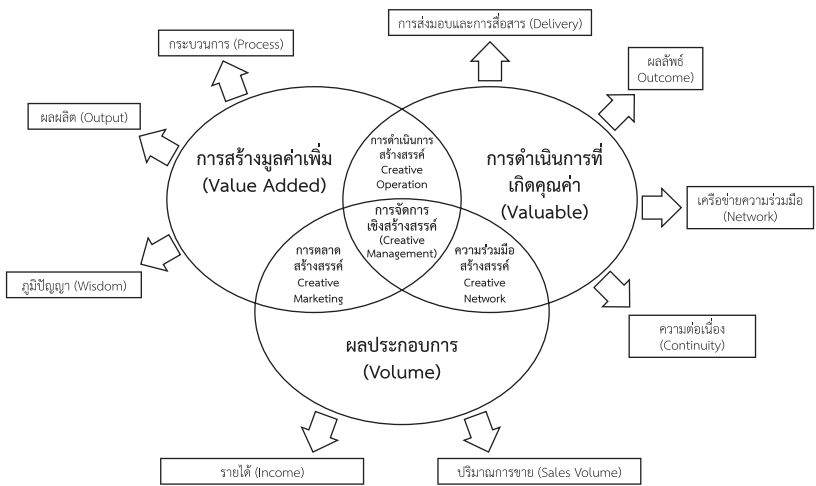 การส่งมอบและการสื่อสาร (Delivery)
กระบวนการ (Process)
ผลลัพธ์
Outcome)
ผลผลิต (Output)
การสร้างมูลค่าเพิ่ม
(Value Added)
การดำเนินการ
สร้างสรรค์
Creative
Operation
การดำเนินการที่
เกิดคุณค่า
(Valuable)
เครือข่ายความร่วมมือ
(Network)
การจัดการ
เชิงสร้างสรรค์
(Creative
Management)
การตลาด
สร้างสรรค์
Creative
Marketing
ความร่วมมือ
สร้างสรรค์
Creative
Network
ภูมิปัญญา (Wisdom)
ความต่อเนื่อง
(Continuity)
ผลประกอบการ
(Volume)
รายได้ (Income)
ปริมาณการขาย (Sales Volume)